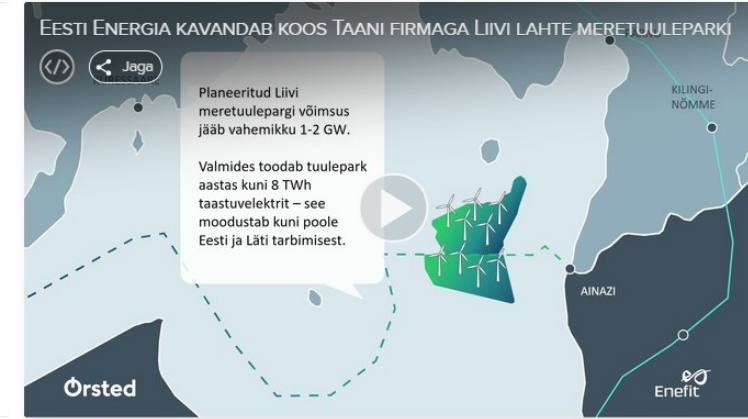 EESTI ENERGIA KAVANDAB KOOS TAANI FIRMAGA LIIVI LAHTE MERETUULEPARKI
Jaga
Planeeritud Liivi
meretuulepargi võimsus
jääb vahemikku 1-2 GW.
Valmides toodab tuulepark
aastas kuni 8 TWh
taastuvelektrit – see
moodustab kuni poole
Eesti ja Läti tarbimisest.
KILINGI-
NÕMME
AINAZI
Ørsted
Enefit